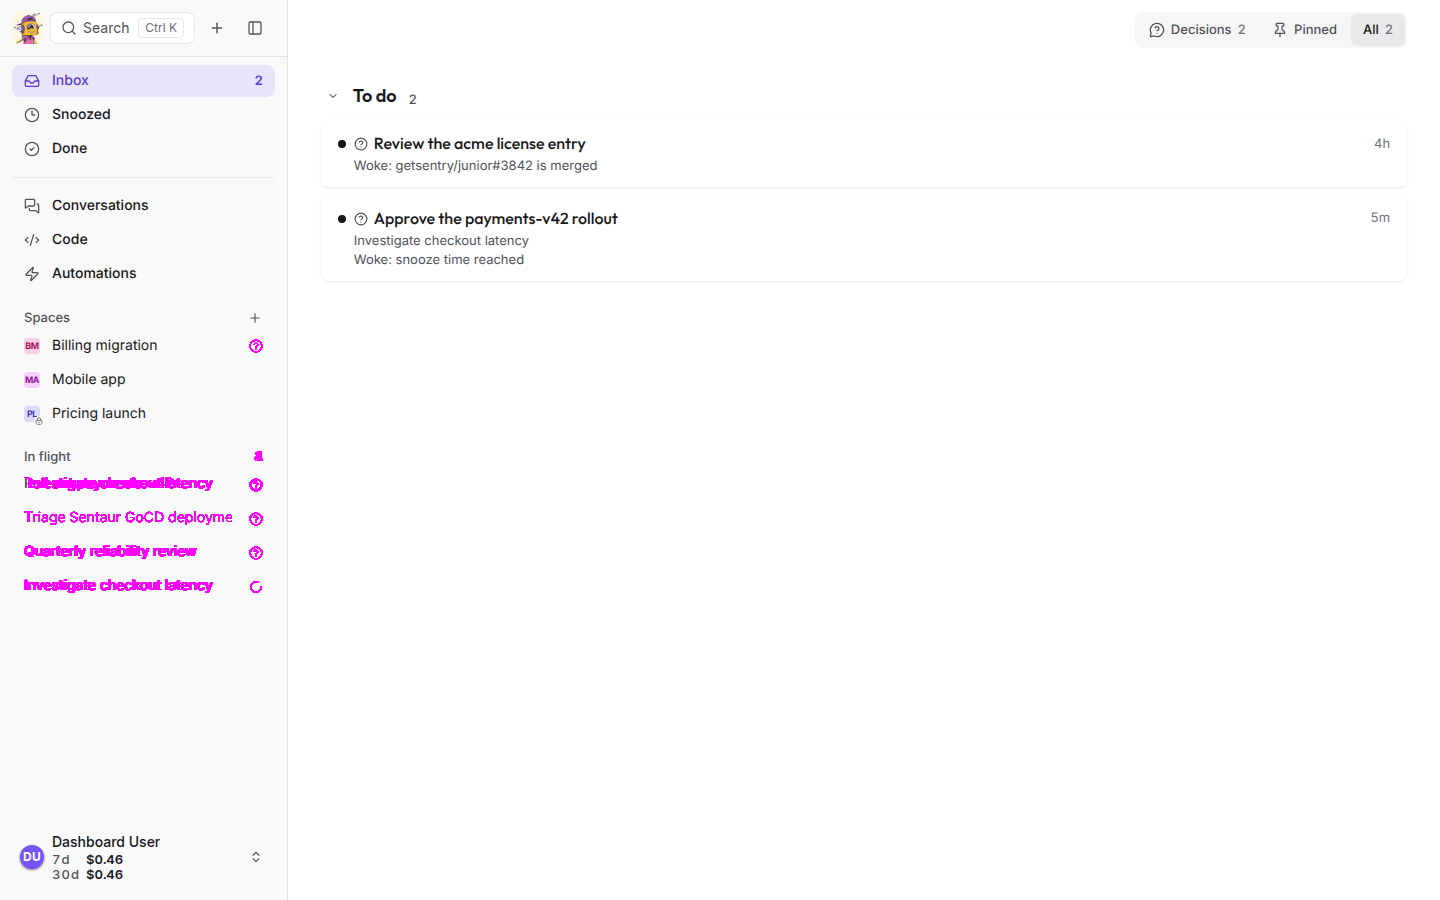 Search Ctrl K
Inbox 2
Snoozed
Done
Conversations
Code
Automations
Spaces
BM Billing migration
MA Mobile app
PL Pricing launch
In flight
checkout latency
Triage Sentaur GoCD deployme
Quarterly reliability review
Investigate checkout latency
DU Dashboard User
7d $0.46
30d $0.46
Decisions 2 Pinned All 2
To do 2
Review the acme license entry 4h
Woke: getsentry/junior#3842 is merged
Approve the payments-v42 rollout 5m
Investigate checkout latency
Woke: snooze time reached